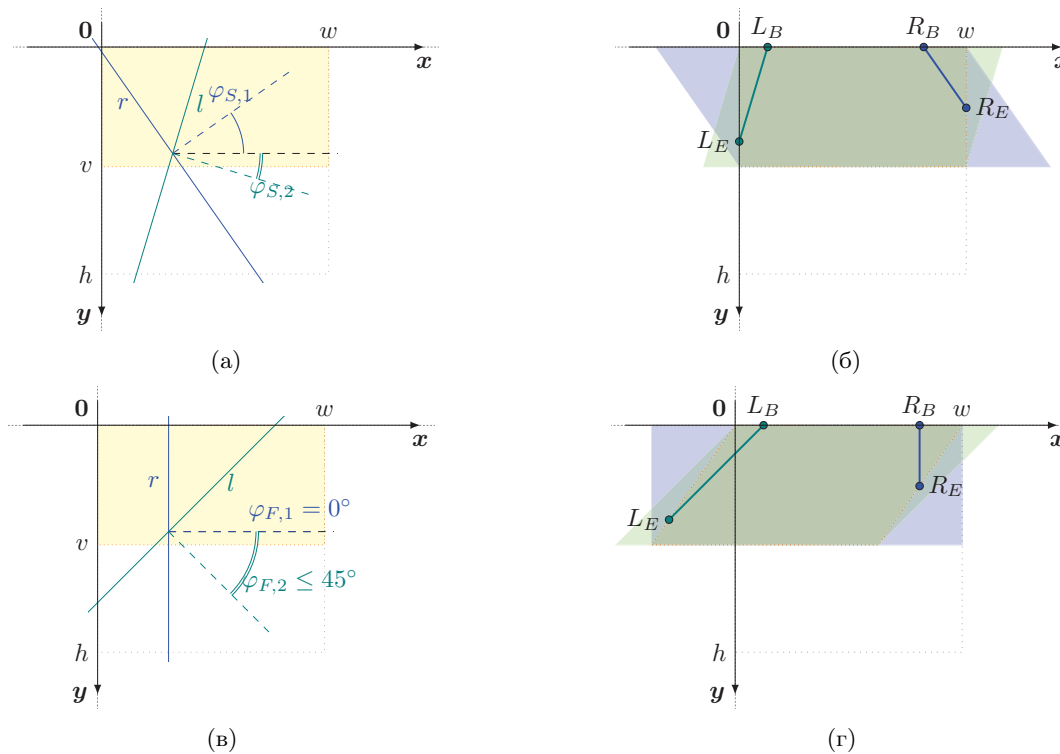 0 w x
r l φS,1
v φS,2
h
y
(а)
0 LB RB w x
LE RE
h
y
(б)
0 w x
r l
φF,1 = 0°
v
φF,2 ≤ 45°
h
y
(в)
0 LB RB w x
LE RE
h
y
(г)